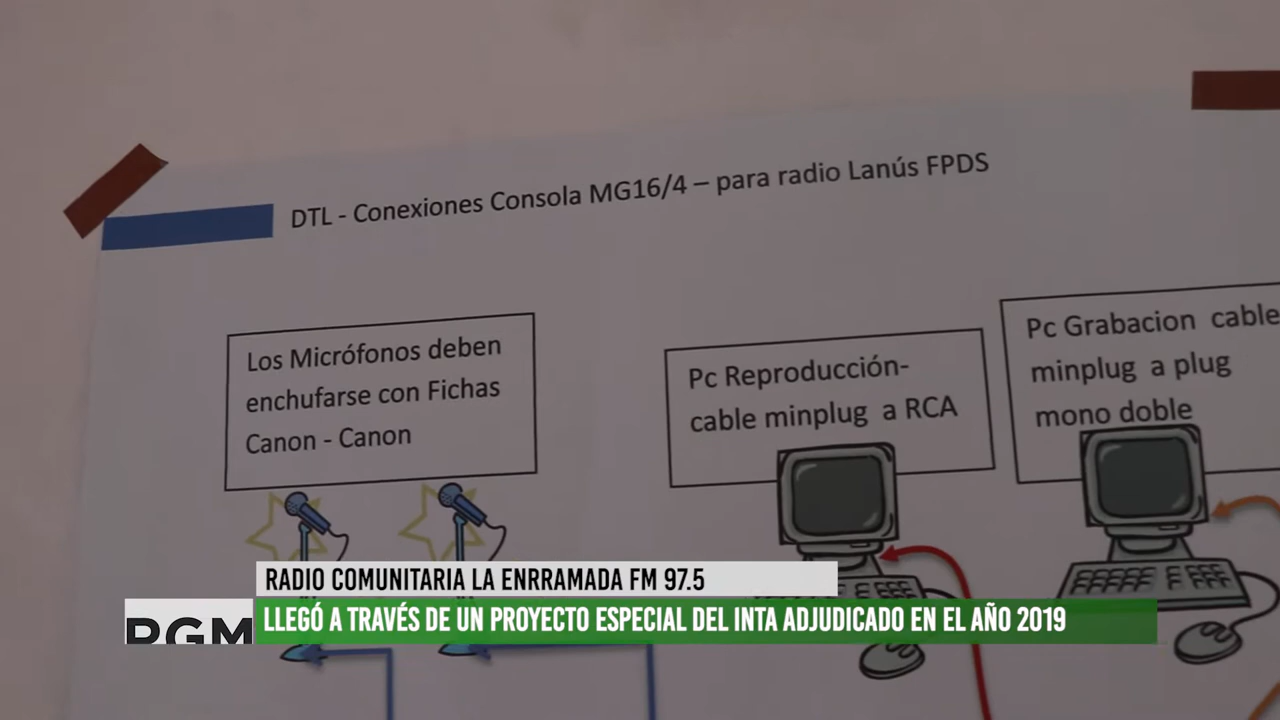 DTL - Conexiones Consola MG16/4 – para radio Lanús FPDS
Los Micrófonos deben
enchufarse con Fichas
Canon - Canon
Pc Reproducción-
cable minplug a RCA
Pc Grabacion cable
minplug a plug
mono doble
RADIO COMUNITARIA LA ENRRAMADA FM 97.5
LLEGÓ A TRAVÉS DE UN PROYECTO ESPECIAL DEL INTA ADJUDICADO EN EL AÑO 2019
PGM